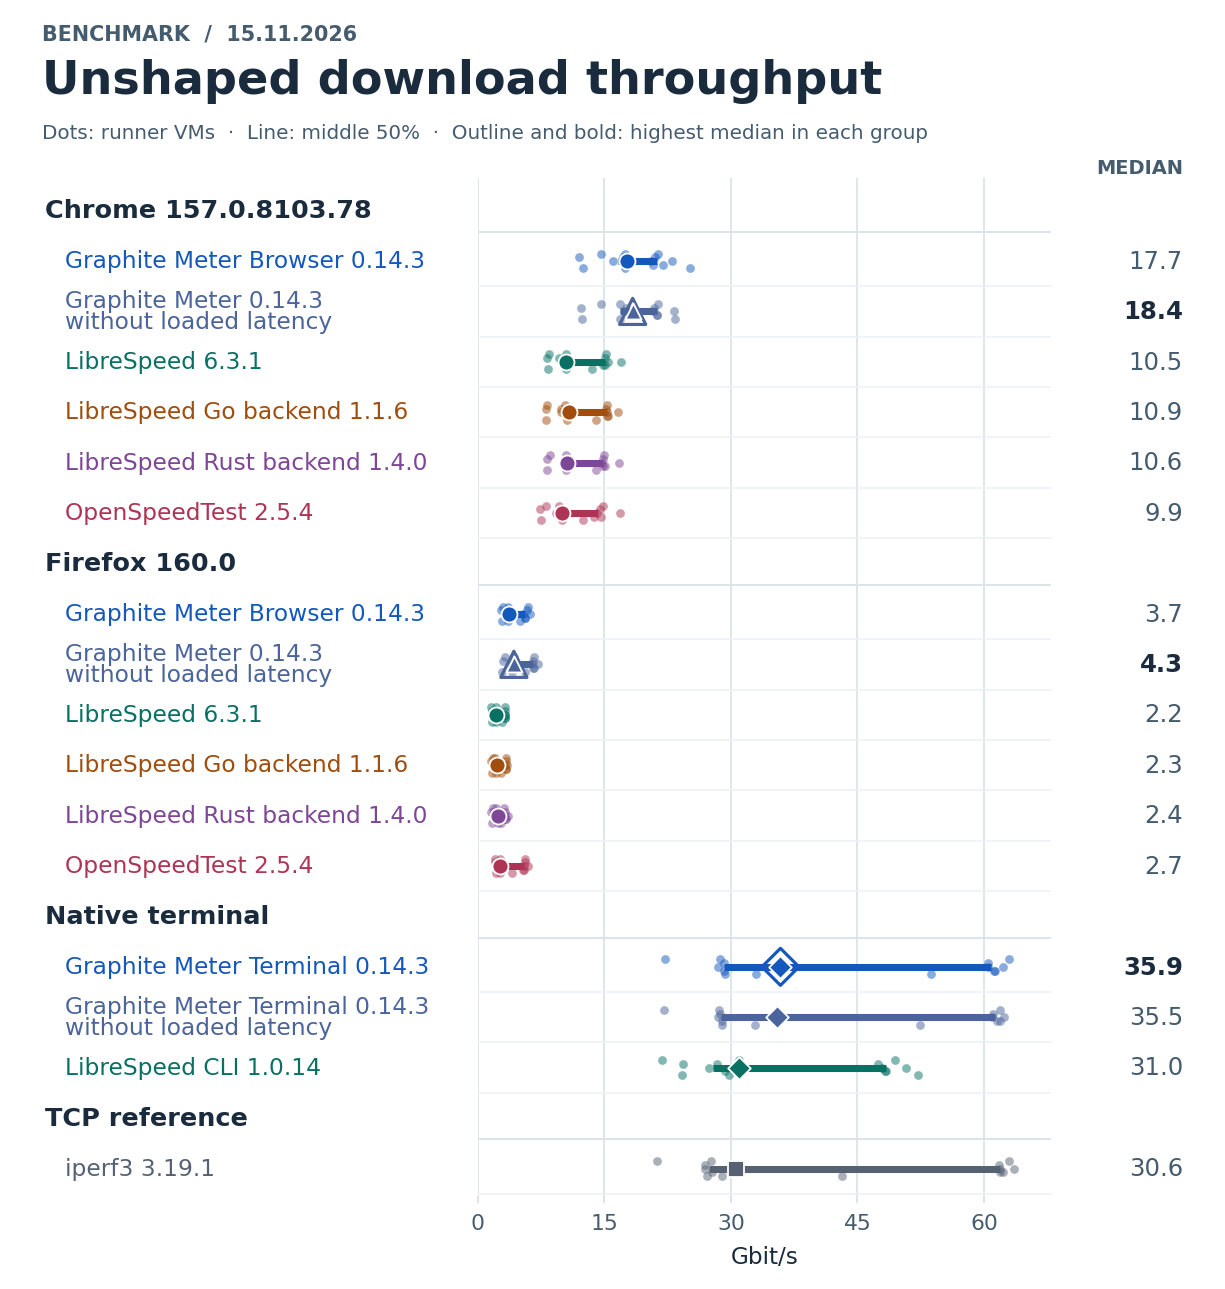 BENCHMARK / 15.11.2026
Unshaped download throughput
Dots: runner VMs · Line: middle 50% · Outline and bold: highest median in each group
MEDIAN
Chrome 157.0.8103.78
Graphite Meter Browser 0.14.3 17.7
Graphite Meter 0.14.3
without loaded latency 18.4
LibreSpeed 6.3.1 10.5
LibreSpeed Go backend 1.1.6 10.9
LibreSpeed Rust backend 1.4.0 10.6
OpenSpeedTest 2.5.4 9.9
Firefox 160.0
Graphite Meter Browser 0.14.3 3.7
Graphite Meter 0.14.3
without loaded latency 4.3
LibreSpeed 6.3.1 2.2
LibreSpeed Go backend 1.1.6 2.3
LibreSpeed Rust backend 1.4.0 2.4
OpenSpeedTest 2.5.4 2.7
Native terminal
Graphite Meter Terminal 0.14.3 35.9
Graphite Meter Terminal 0.14.3
without loaded latency 35.5
LibreSpeed CLI 1.0.14 31.0
TCP reference
iperf3 3.19.1 30.6
0 15 30 45 60
Gbit/s